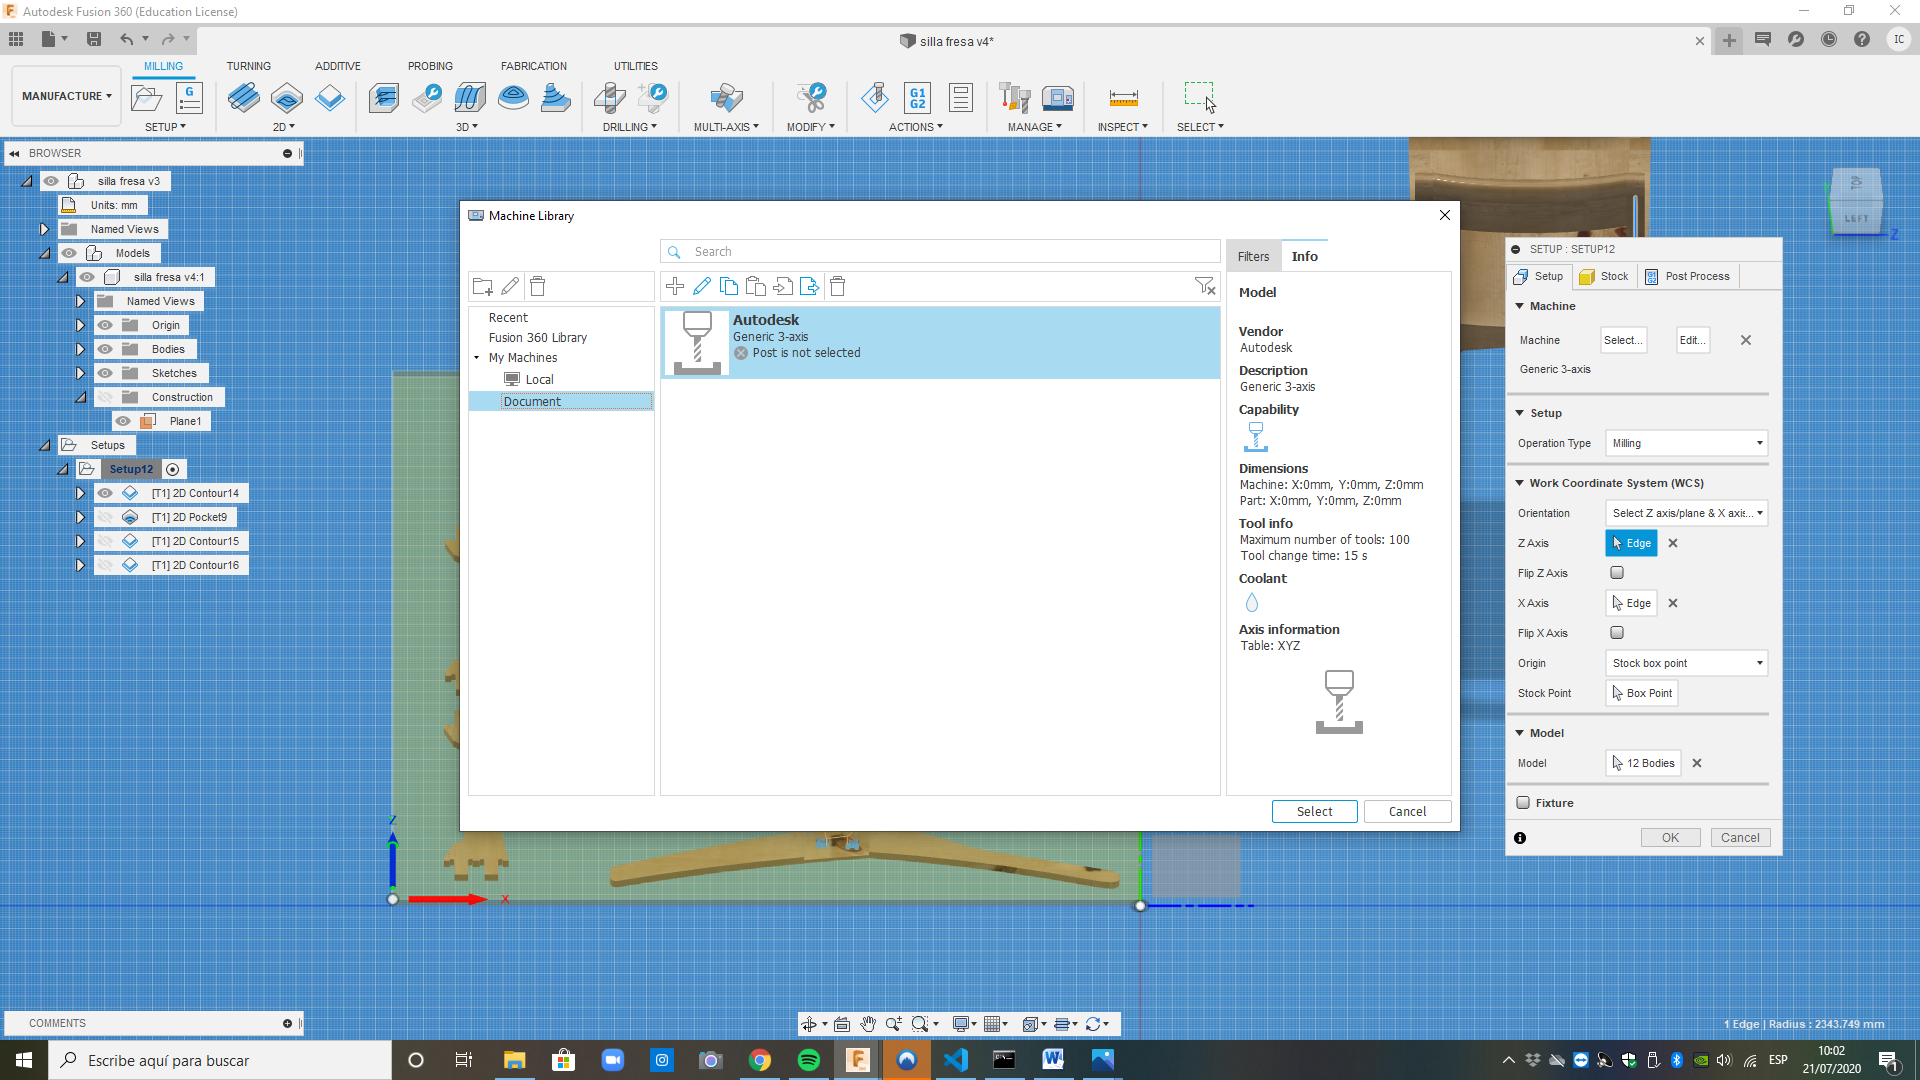 Autodesk Fusion 360 (Education License)
silla fresa v4*
IC
MILLING TURNING ADDITIVE PROBING FABRICATION UTILITIES
MANUFACTURE
G
G1
G2
SETUP 2D 3D DRILLING MULTI-AXIS MODIFY ACTIONS MANAGE INSPECT SELECT
BROWSER
silla fresa v3
Units: mm
Named Views
Models
silla fresa v4:1
Named Views
Origin
Bodies
Sketches
Construction
Plane1
Setups
Setup12
[T1] 2D Contour14
[T1] 2D Pocket9
[T1] 2D Contour15
[T1] 2D Contour16
Machine Library
Search
Recent
Fusion 360 Library
My Machines
Local
Document
Autodesk
Generic 3-axis
Post is not selected
Filters Info
Model
Vendor
Autodesk
Description
Generic 3-axis
Capability
Dimensions
Machine: X:0mm, Y:0mm, Z:0mm
Part: X:0mm, Y:0mm, Z:0mm
Tool info
Maximum number of tools: 100
Tool change time: 15 s
Coolant
Axis information
Table: XYZ
Select Cancel
TOP
LEFT
Z
SETUP : SETUP12
Setup Stock Post Process
Machine
Machine Select... Edit...
Generic 3-axis
Setup
Operation Type Milling
Work Coordinate System (WCS)
Orientation Select Z axis/plane & X axi...
Z Axis Edge
Flip Z Axis
X Axis Edge
Flip X Axis
Origin Stock box point
Stock Point Box Point
Model
Model 12 Bodies
Fixture
OK Cancel
Z
X
COMMENTS
1 Edge | Radius : 2343.749 mm
Escribe aquí para buscar
ESP
10:02
21/07/2020
1